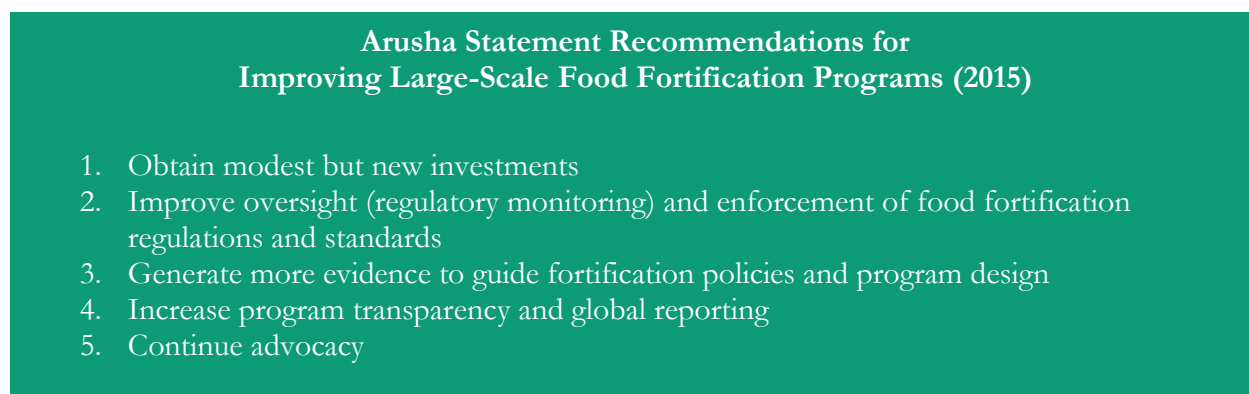 Arusha Statement Recommendations for
Improving Large-Scale Food Fortification Programs (2015)
1. Obtain modest but new investments
2. Improve oversight (regulatory monitoring) and enforcement of food fortification
regulations and standards
3. Generate more evidence to guide fortification policies and program design
4. Increase program transparency and global reporting
5. Continue advocacy